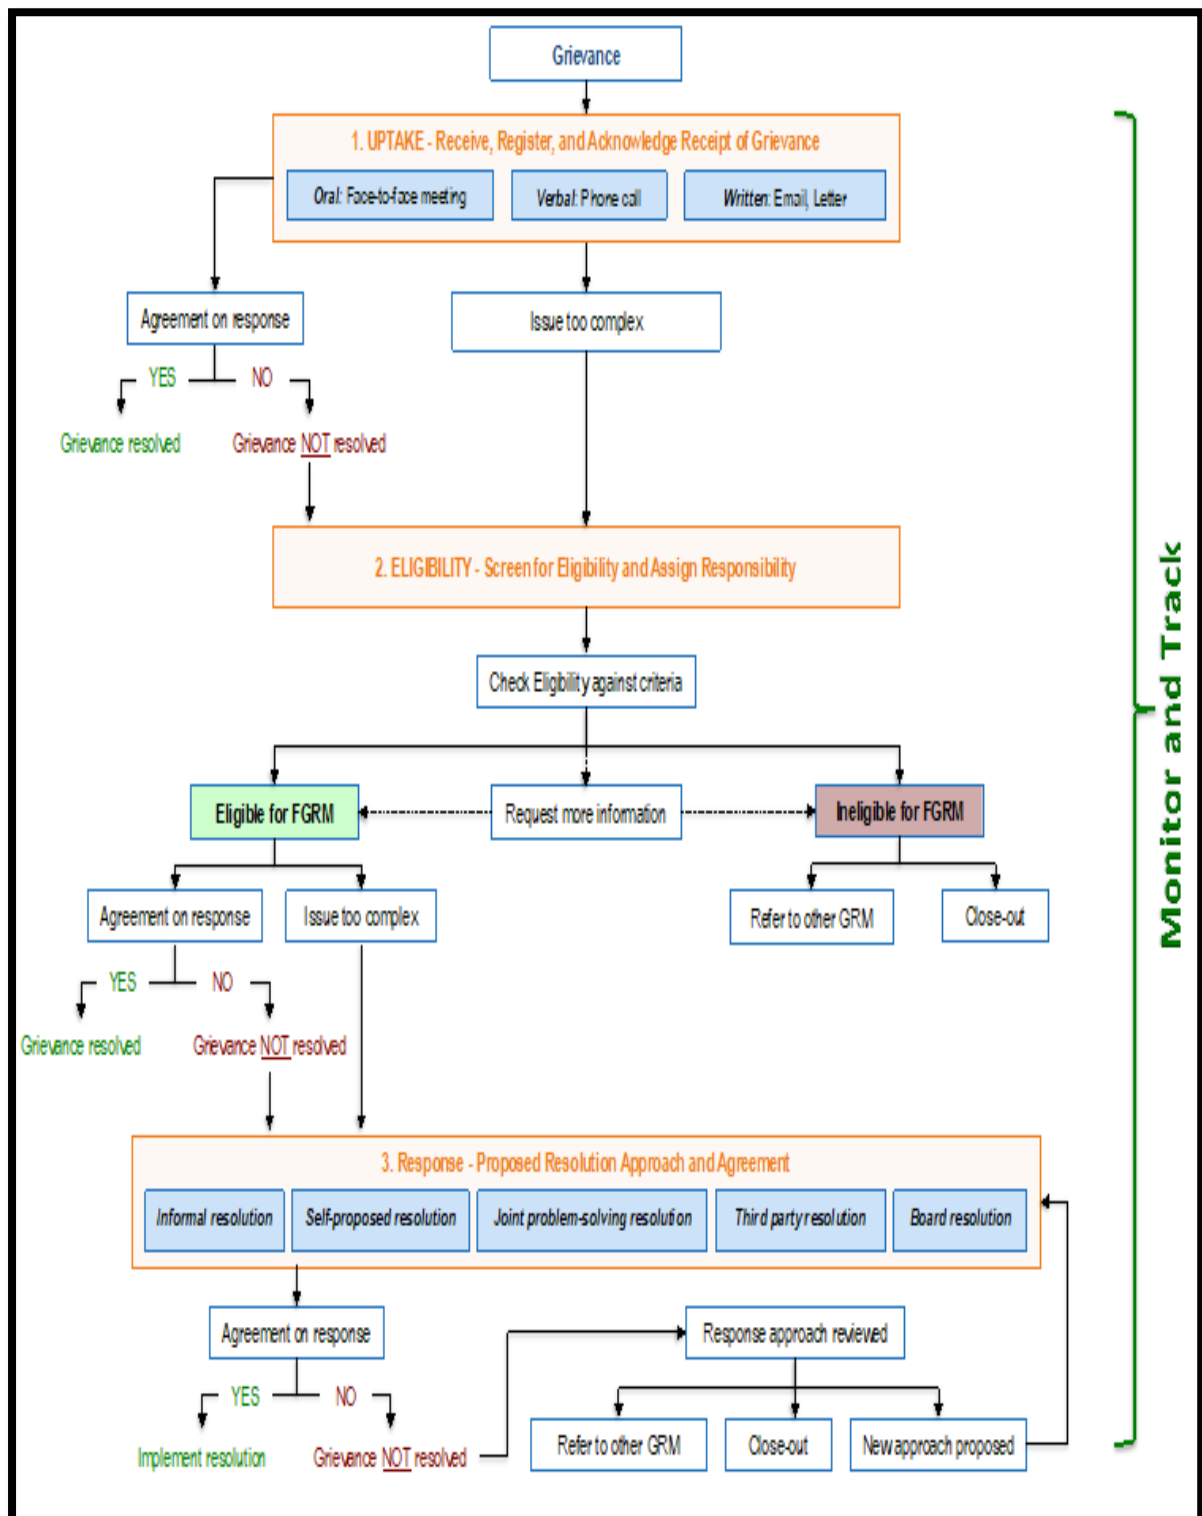 Grievance
1. UPTAKE - Receive, Register, and Acknowledge Receipt of Grievance
Oral: Face-to-face meeting
Verbal: Phone call
Written: Email, Letter
Agreement on response
Issue too complex
YES
NO
Grievance resolved
Grievance NOT resolved
2. ELIGIBILITY - Screen for Eligibility and Assign Responsibility
Check Eligibility against criteria
Eligible for FGRM
Request more information
Ineligible for FGRM
Agreement on response
Issue too complex
Refer to other GRM
Close-out
YES
NO
Grievance resolved
Grievance NOT resolved
3. Response - Proposed Resolution Approach and Agreement
Informal resolution
Self-proposed resolution
Joint problem-solving resolution
Third party resolution
Board resolution
Agreement on response
Response approach reviewed
YES
NO
Implement resolution
Grievance NOT resolved
Refer to other GRM
Close-out
New approach proposed
Monitor and Track